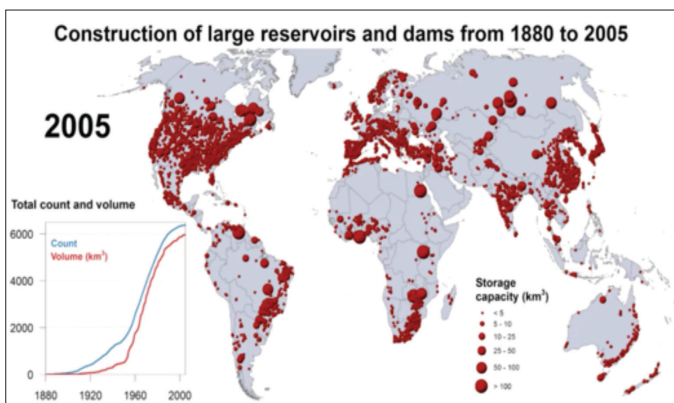 Construction of large reservoirs and dams from 1880 to 2005
2005
Total count and volume
6000
4000
2000
0
Count
Volume (km³)
1880
1920
1960
2005
Storage
capacity (km³)
< 5
5 - 10
10 - 25
25 - 50
50 - 100
> 100